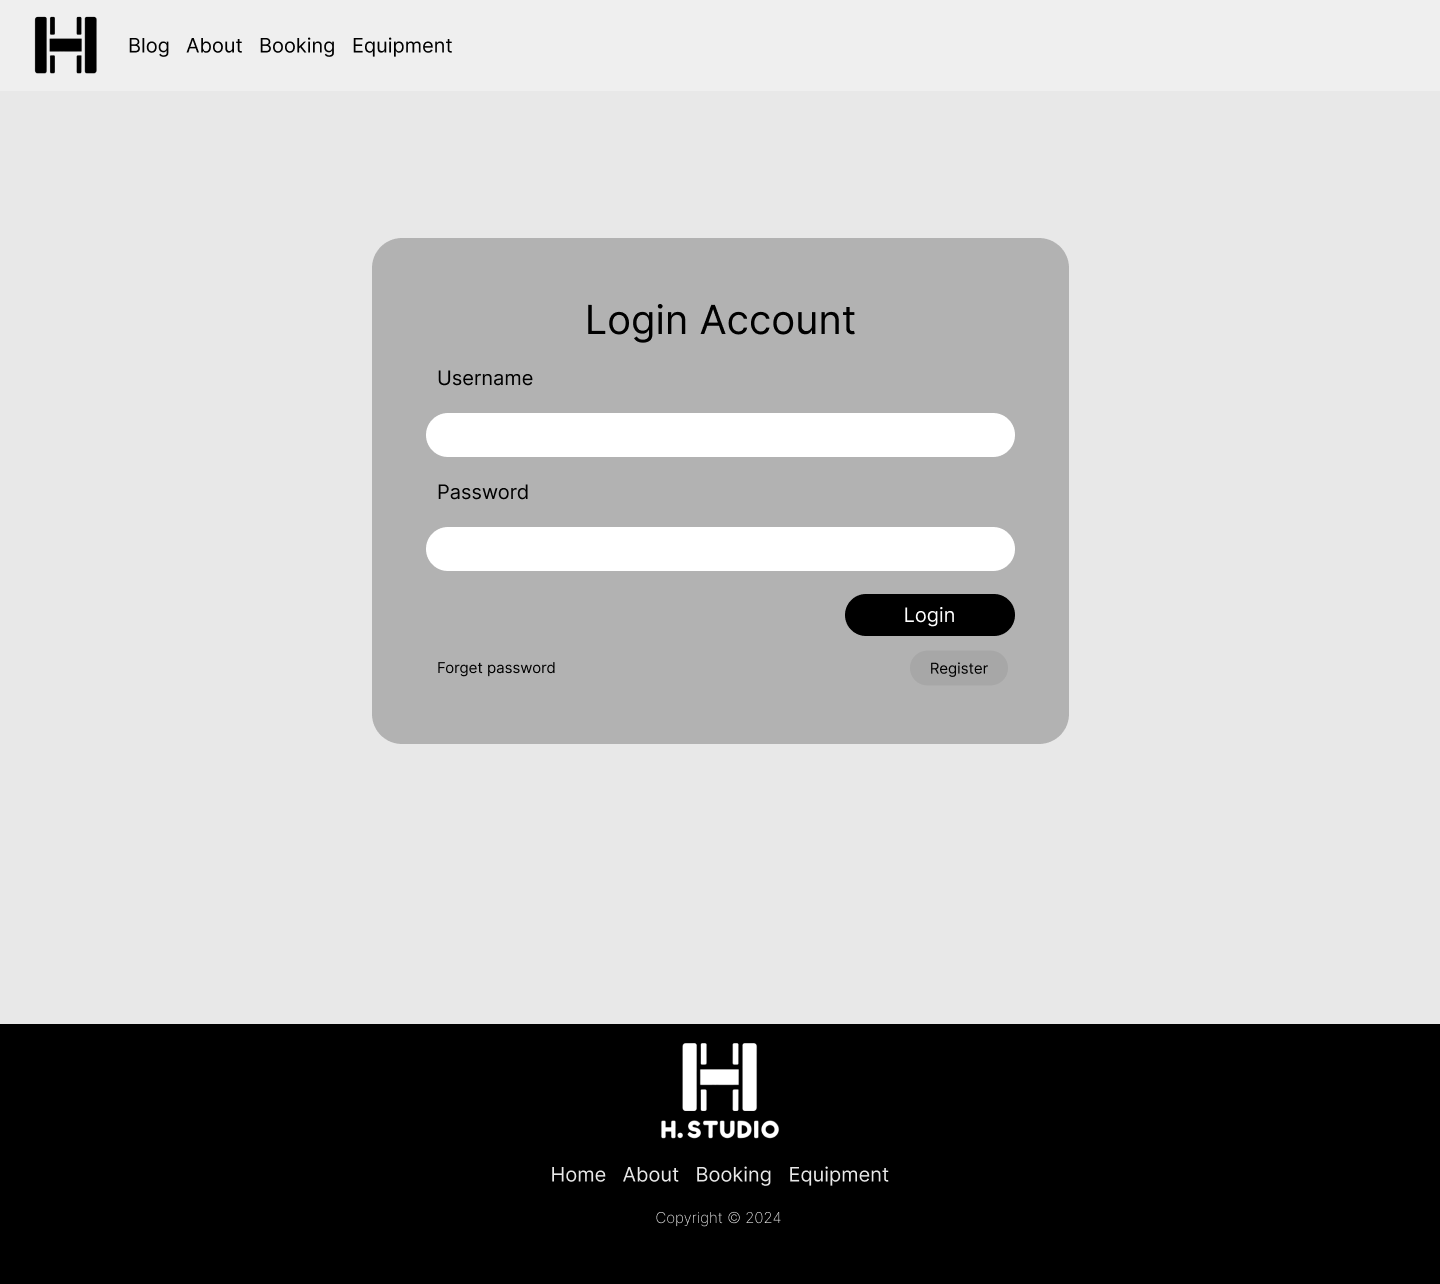 Blog About Booking Equipment
Login Account
Username
Password
Login
Forget password
Register
H. STUDIO
Home About Booking Equipment
Copyright © 2024